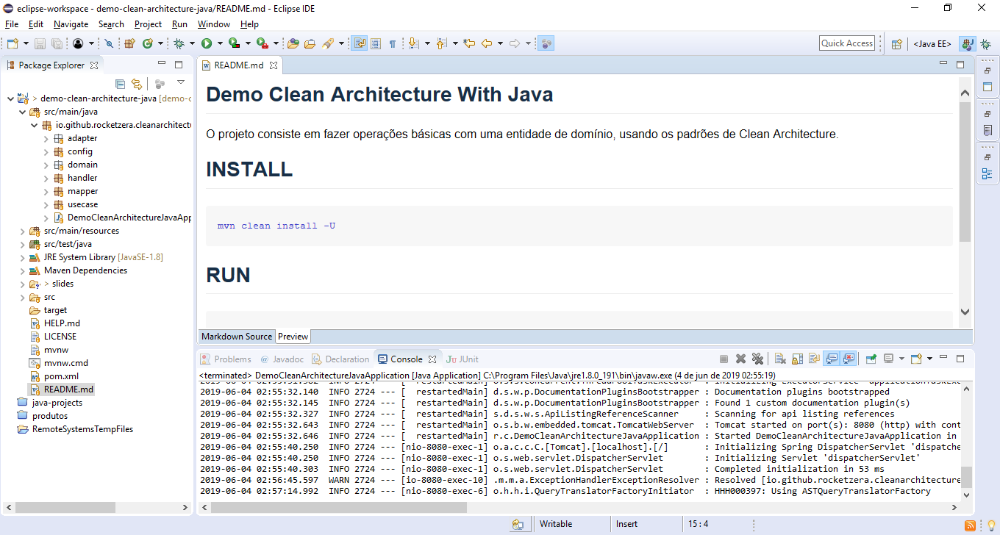 eclipse-workspace - demo-clean-architecture-java/README.md - Eclipse IDE
File Edit Navigate Search Project Run Window Help
Quick Access
<Java EE>
Package Explorer
> demo-clean-architecture-java [demo-c
src/main/java
io.github.rocketzera.cleanarchitectu
adapter
config
domain
handler
mapper
usecase
DemoCleanArchitectureJavaApp
src/main/resources
src/test/java
JRE System Library [JavaSE-1.8]
Maven Dependencies
> slides
src
target
HELP.md
LICENSE
mvnw
mvnw.cmd
pom.xml
README.md
java-projects
produtos
RemoteSystemsTempFiles
README.md
Demo Clean Architecture With Java
O projeto consiste em fazer operações básicas com uma entidade de domínio, usando os padrões de Clean Architecture.
INSTALL
mvn clean install -U
RUN
Markdown Source Preview
Problems @ Javadoc Declaration Console JUnit
<terminated> DemoCleanArchitectureJavaApplication [Java Application] C:\Program Files\Java\jre1.8.0_191\bin\javaw.exe (4 de jun de 2019 02:55:19)
2019-06-04 02:55:32.140 INFO 2724 --- [ restartedMain] d.s.w.p.DocumentationPluginsBootstrapper : Documentation plugins bootstrapped
2019-06-04 02:55:32.145 INFO 2724 --- [ restartedMain] d.s.w.p.DocumentationPluginsBootstrapper : Found 1 custom documentation plugin(s)
2019-06-04 02:55:32.327 INFO 2724 --- [ restartedMain] s.d.s.w.s.ApiListingReferenceScanner : Scanning for api listing references
2019-06-04 02:55:32.643 INFO 2724 --- [ restartedMain] o.s.b.w.embedded.tomcat.TomcatWebServer : Tomcat started on port(s): 8080 (http) with cont
2019-06-04 02:55:32.646 INFO 2724 --- [ restartedMain] r.c.DemoCleanArchitectureJavaApplication : Started DemoCleanArchitectureJavaApplication in
2019-06-04 02:55:40.250 INFO 2724 --- [nio-8080-exec-1] o.a.c.c.C.[Tomcat].[localhost].[/] : Initializing Spring DispatcherServlet 'dispatche
2019-06-04 02:55:40.250 INFO 2724 --- [nio-8080-exec-1] o.s.web.servlet.DispatcherServlet : Initializing Servlet 'dispatcherServlet'
2019-06-04 02:55:40.303 INFO 2724 --- [nio-8080-exec-1] o.s.web.servlet.DispatcherServlet : Completed initialization in 53 ms
2019-06-04 02:56:45.597 WARN 2724 --- [io-8080-exec-10] .m.m.a.ExceptionHandlerExceptionResolver : Resolved [io.github.rocketzera.cleanarchitecture
2019-06-04 02:57:14.992 INFO 2724 --- [nio-8080-exec-6] o.h.h.i.QueryTranslatorFactoryInitiator : HHH000397: Using ASTQueryTranslatorFactory
Writable Insert 15 : 4